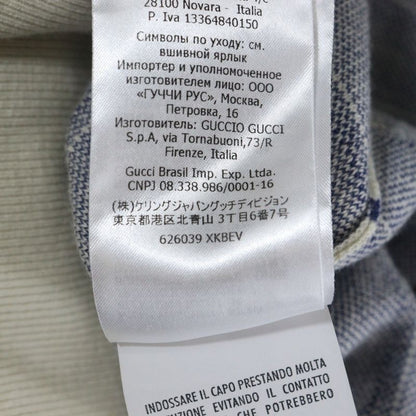 28100 Novara - Italia
P. Iva 13364840150
Символы по уходу: см.
вшивной ярлык
Импортер и уполномоченное
изготовителем лицо: ООО
«ГУЧЧИ РУС», Москва,
Петровка, 16
Изготовитель: GUCCIO GUCCI
S.p.A, via Tornabuoni,73/R
Firenze, Italia
Gucci Brasil Imp. Exp. Ltda.
CNPJ 08.338.986/0001-16
(株)ケリングジャパングッチディビジョン
東京都港区北青山 3丁目6番7号
626039 XKBEV
INDOSSARE IL CAPO PRESTANDO MOLTA
ATTENZIONE EVITANDO IL CONTATTO
CHE POTREBBERO